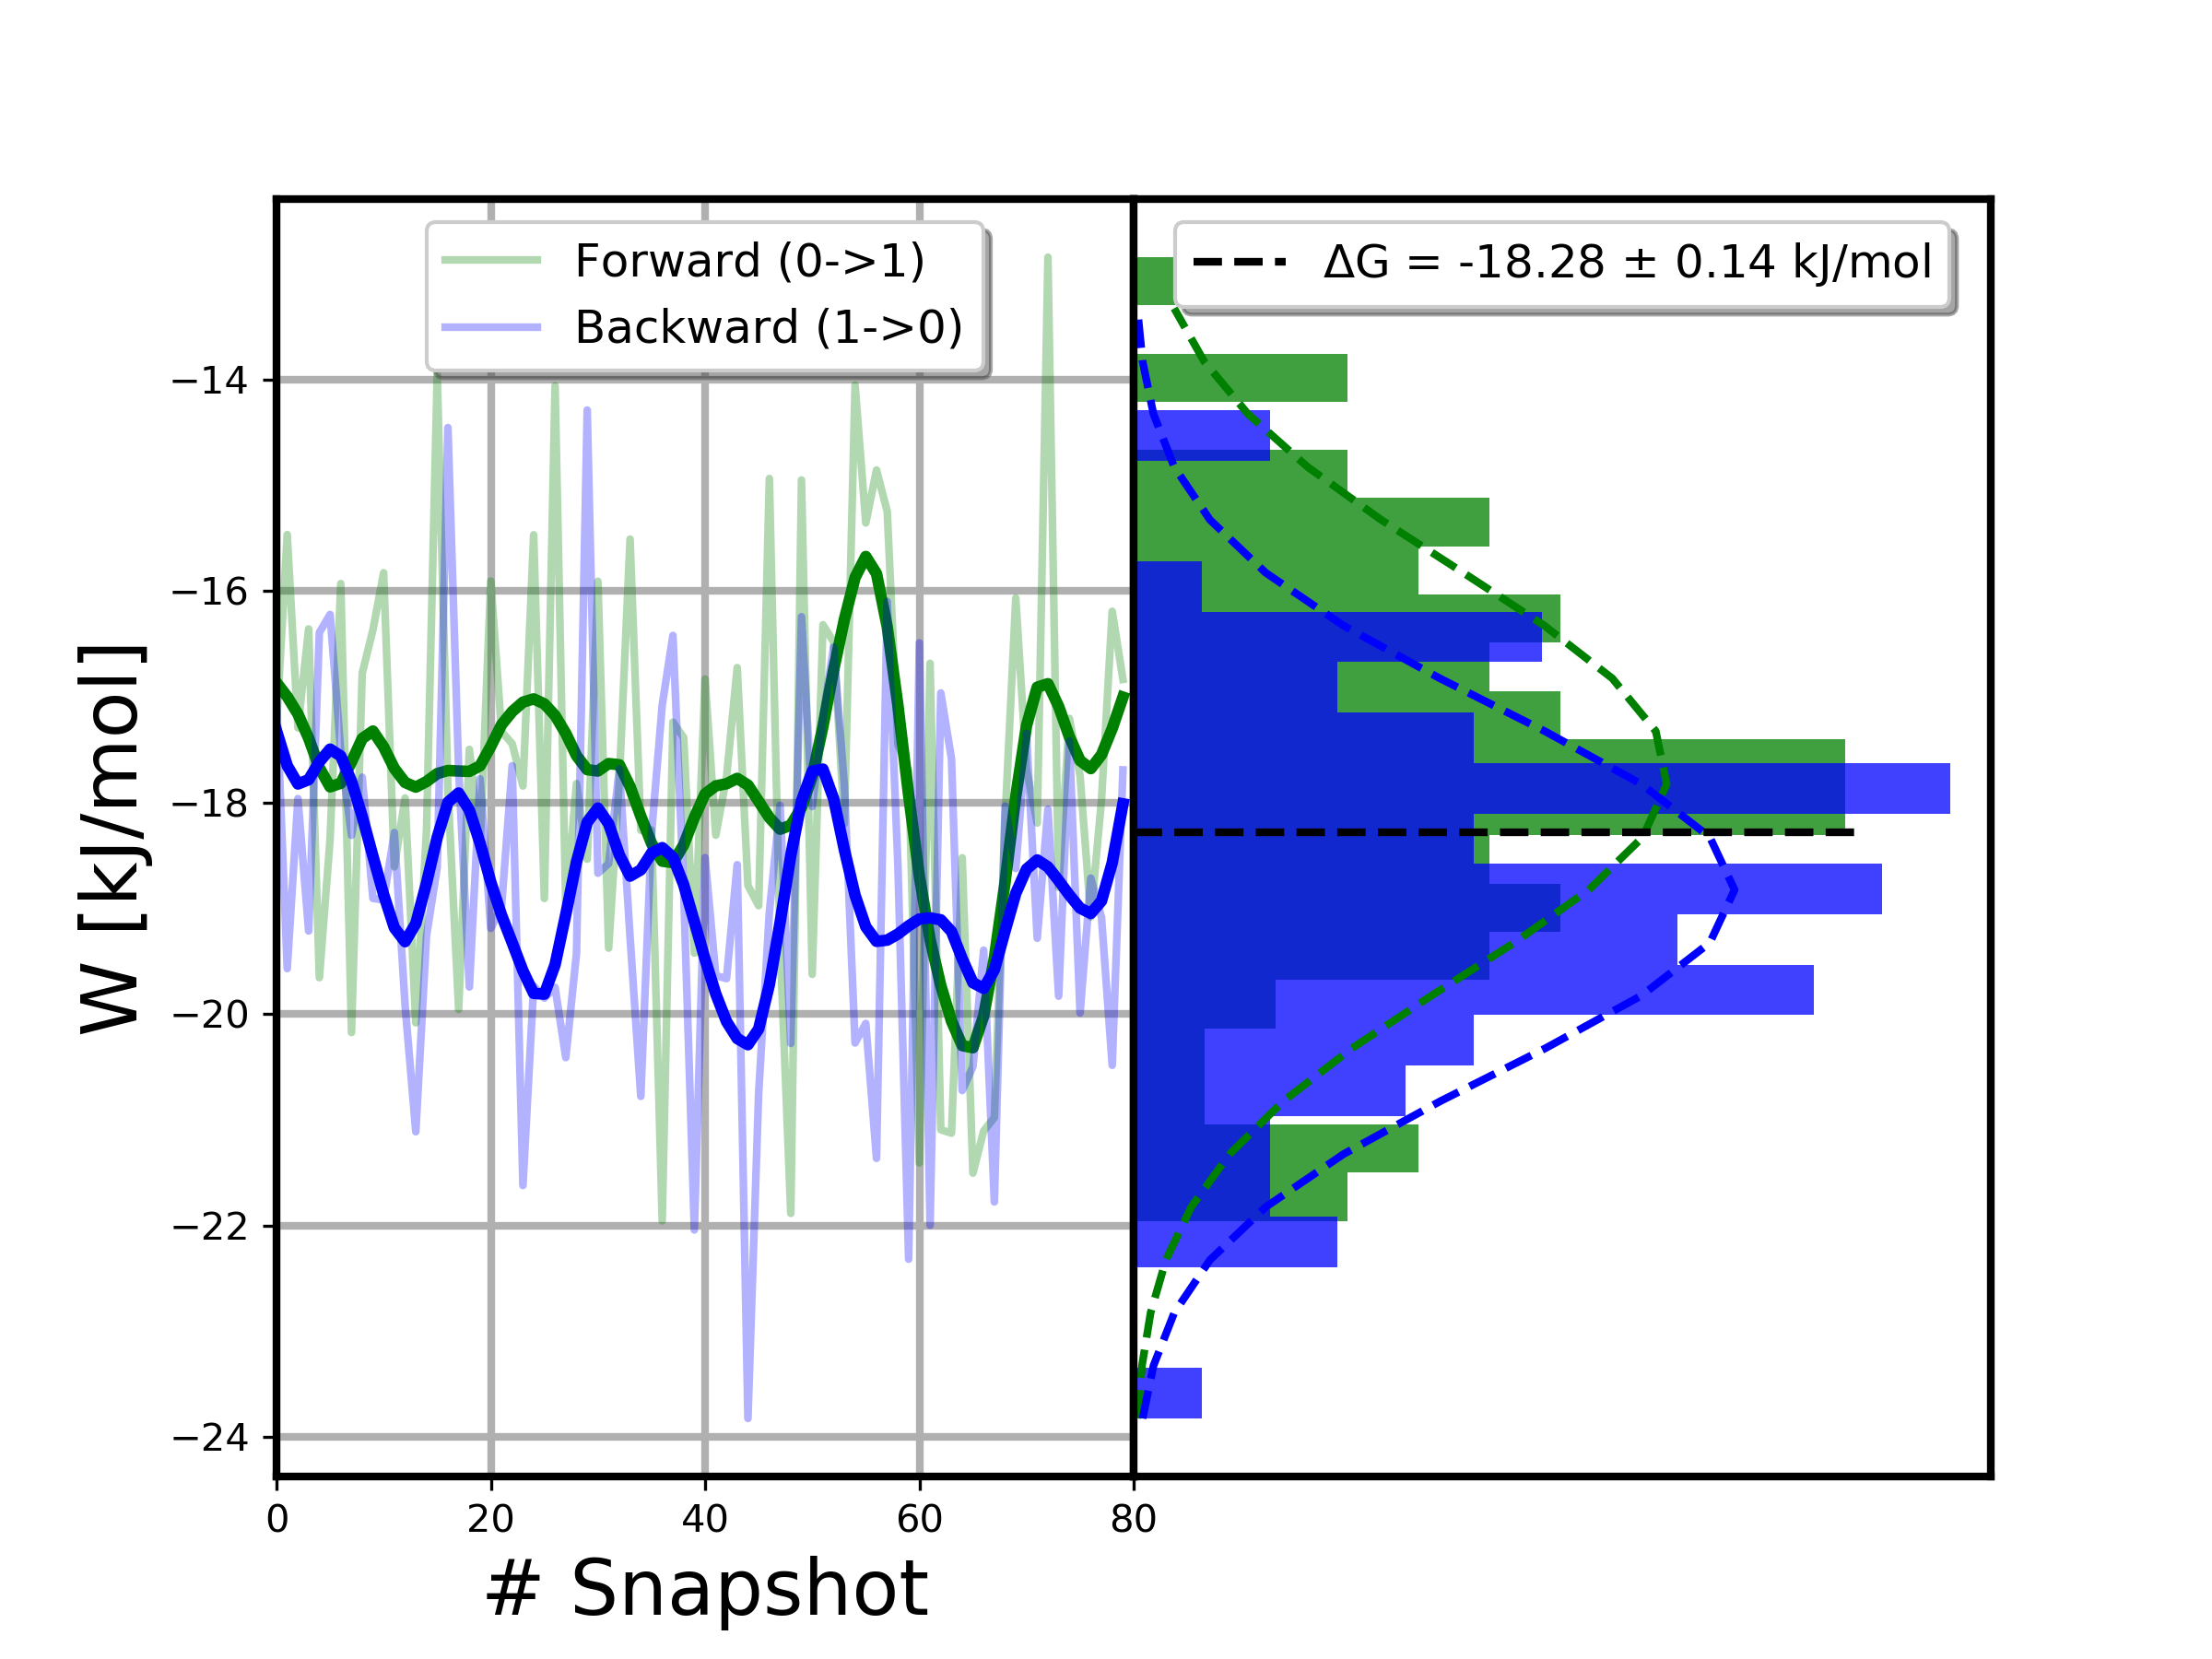 Forward (0->1)
Backward (1->0)
ΔG = -18.28 ± 0.14 kJ/mol
W [kJ/mol]
−14
−16
−18
−20
−22
−24
0 20 40 60 80
# Snapshot